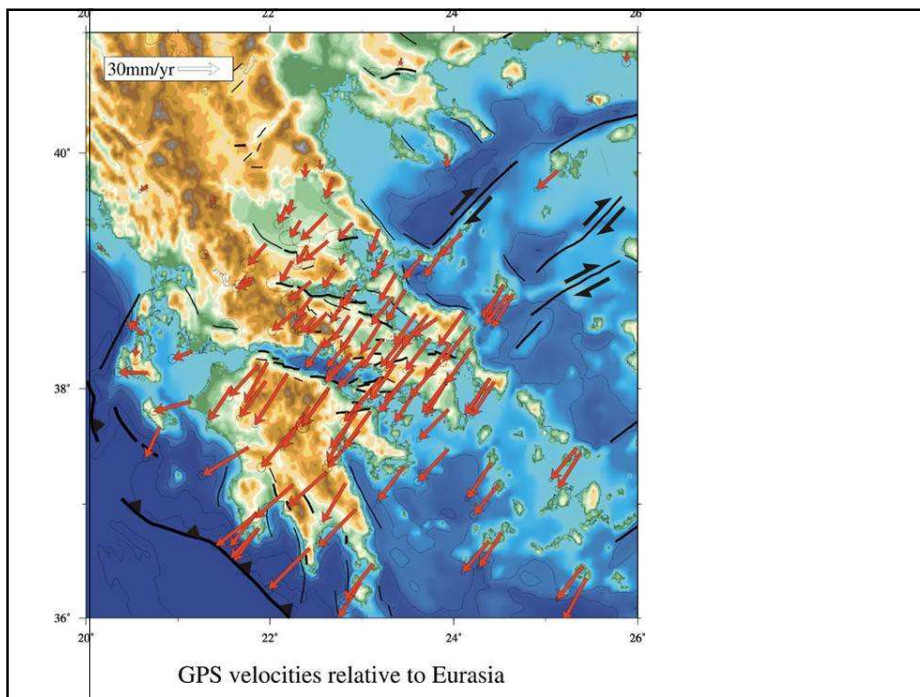 20˚ 22˚ 24˚ 26
30mm/yr
40˚
38˚
36˚
20˚ 22˚ 24˚ 26˚
GPS velocities relative to Eurasia